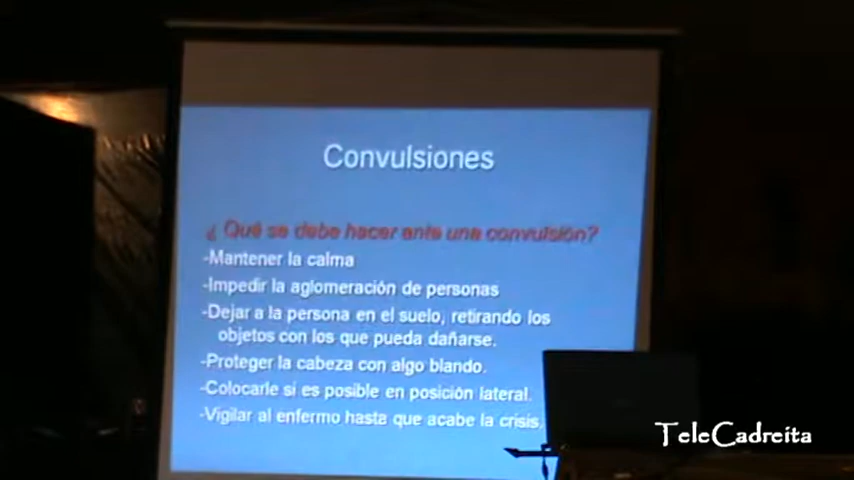 Convulsiones
¿ Qué se debe hacer ante una convulsión?
-Mantener la calma
-Impedir la aglomeración de personas
-Dejar a la persona en el suelo, retirando los
objetos con los que pueda dañarse.
-Proteger la cabeza con algo blando.
-Colocarle si es posible en posición lateral.
-Vigilar al enfermo hasta que acabe la crisis.
TeleCadreita